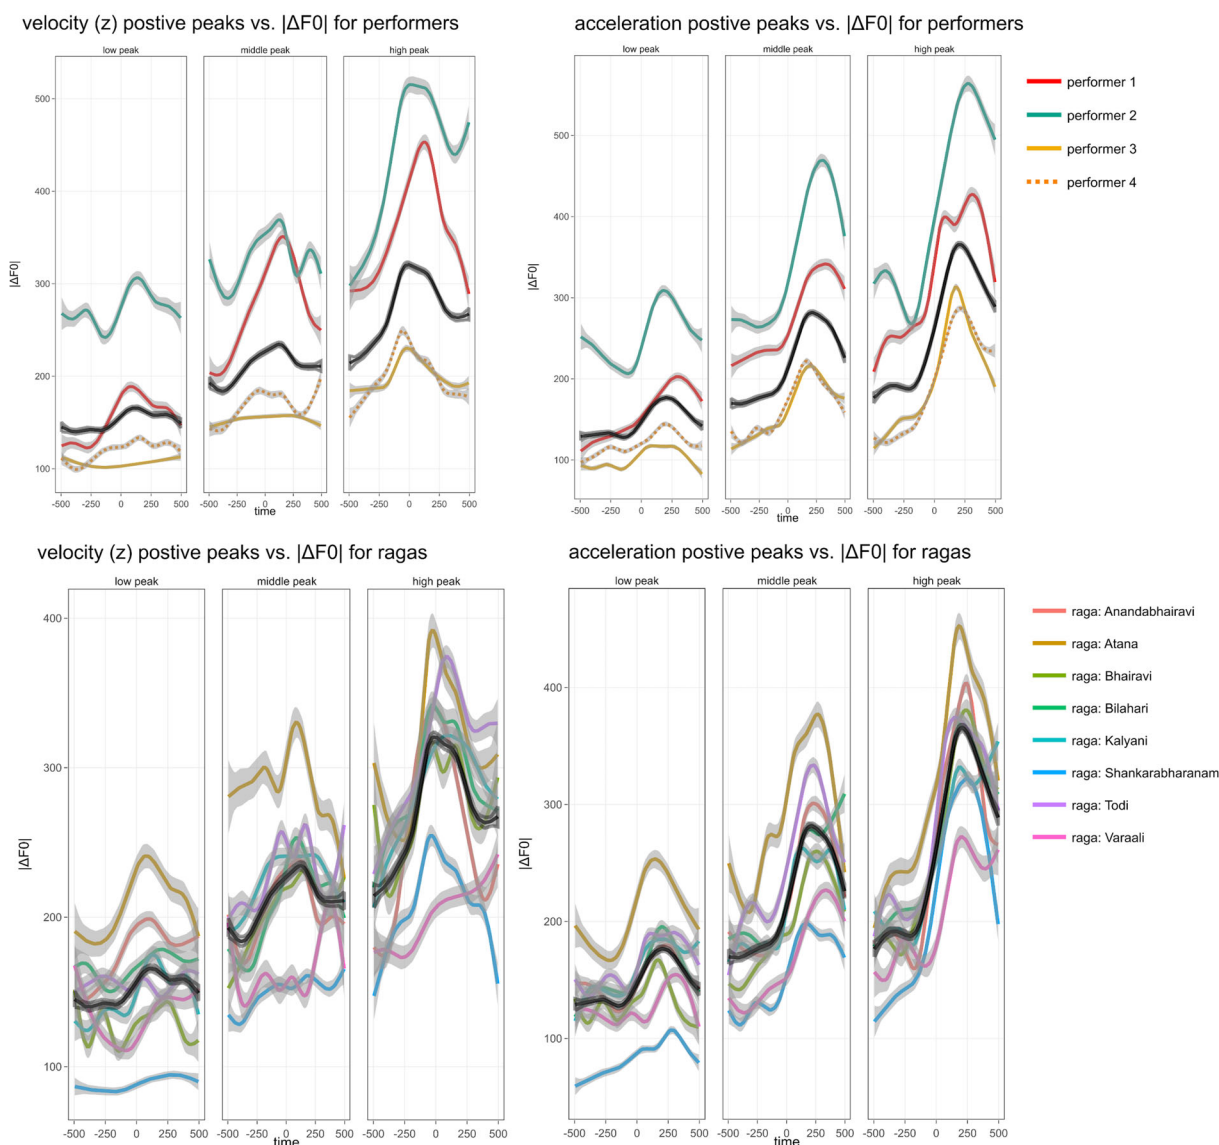 velocity (z) postive peaks vs. |ΔF0| for performers
low peak
middle peak
high peak
500
400
300
200
100
|ΔF0|
-500 -250 0 250 500
-500 -250 0 250 500
-500 -250 0 250 500
time
acceleration postive peaks vs. |ΔF0| for performers
low peak
middle peak
high peak
500
400
300
200
100
|ΔF0|
-500 -250 0 250 500
-500 -250 0 250 500
-500 -250 0 250 500
time
performer 1
performer 2
performer 3
performer 4
velocity (z) postive peaks vs. |ΔF0| for ragas
low peak
middle peak
high peak
400
300
200
100
|ΔF0|
-500 -250 0 250 500
-500 -250 0 250 500
-500 -250 0 250 500
time
acceleration postive peaks vs. |ΔF0| for ragas
low peak
middle peak
high peak
400
300
200
100
|ΔF0|
-500 -250 0 250 500
-500 -250 0 250 500
-500 -250 0 250 500
time
raga: Anandabhairavi
raga: Atana
raga: Bhairavi
raga: Bilahari
raga: Kalyani
raga: Shankarabharanam
raga: Todi
raga: Varaali